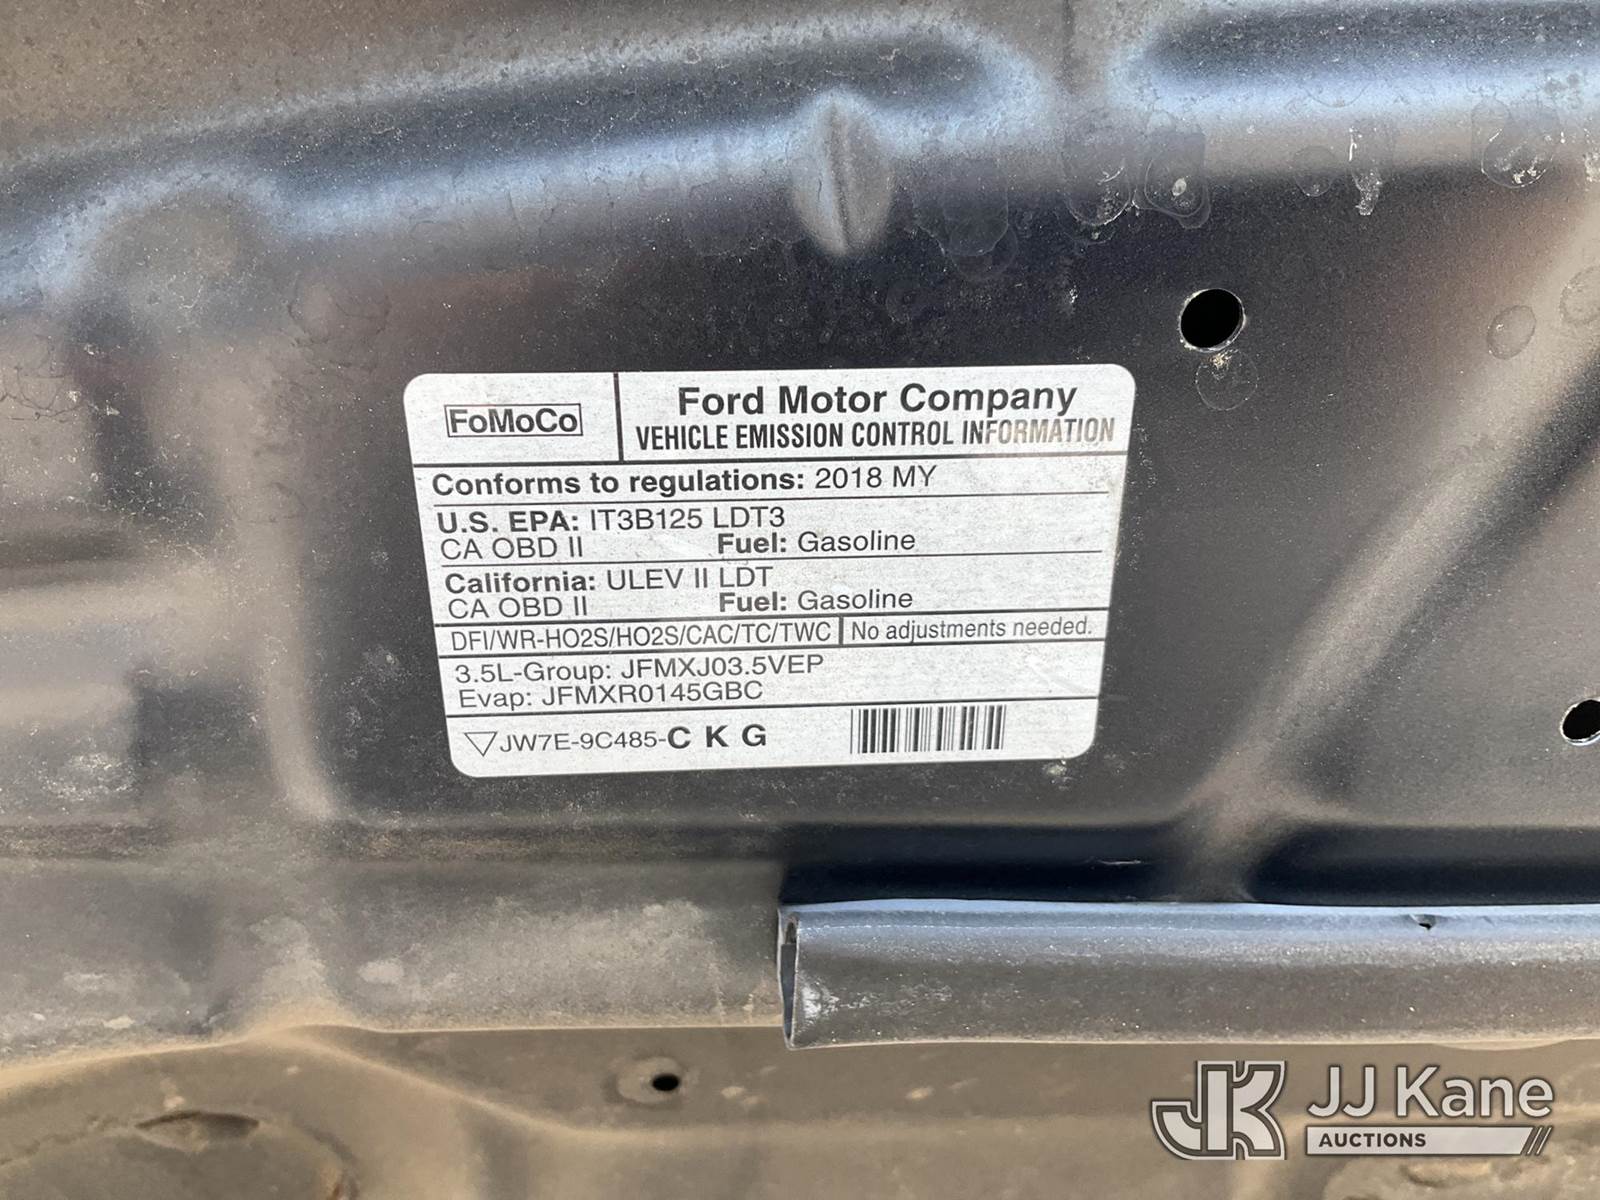 FoMoCo
Ford Motor Company
VEHICLE EMISSION CONTROL INFORMATION
Conforms to regulations: 2018 MY
U.S. EPA: IT3B125 LDT3
CA OBD II Fuel: Gasoline
California: ULEV II LDT
CA OBD II Fuel: Gasoline
DFI/WR-HO2S/HO2S/CAC/TC/TWC No adjustments needed.
3.5L-Group: JFMXJ03.5VEP
Evap: JFMXR0145GBC
JW7E-9C485-C K G
JK JJ Kane
AUCTIONS